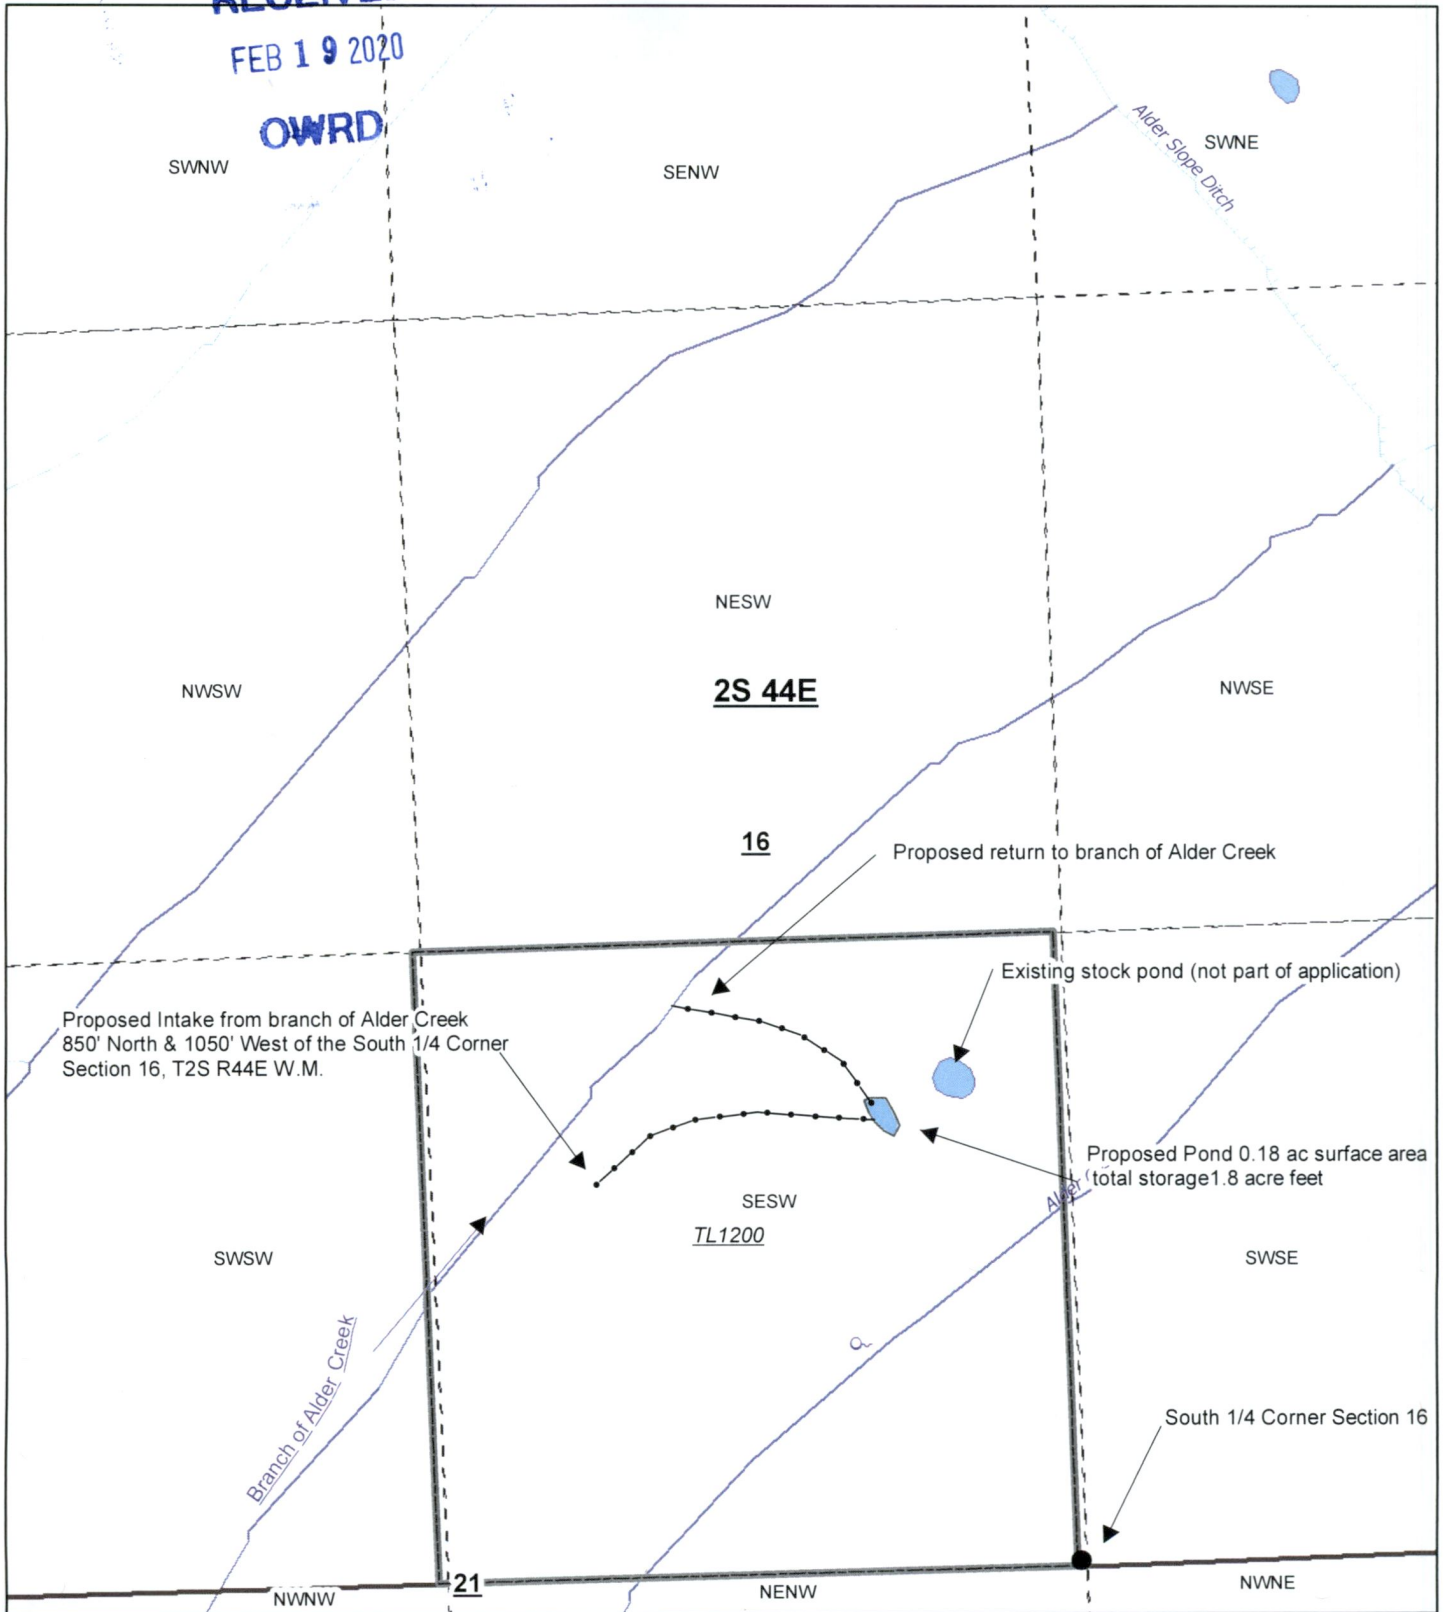 FEB 19 2020
OWRD
SWNW
SENW
SWNE
Alder Slope Ditch
NESW
NWSW
2S 44E
NWSE
16
Proposed return to branch of Alder Creek
Existing stock pond (not part of application)
Proposed Intake from branch of Alder Creek
850' North & 1050' West of the South 1/4 Corner
Section 16, T2S R44E W.M.
Proposed Pond 0.18 ac surface area
total storage1.8 acre feet
Alder
SESW
TL1200
SWSW
SWSE
Branch of Alder Creek
South 1/4 Corner Section 16
21
NWNW
NENW
NWNE